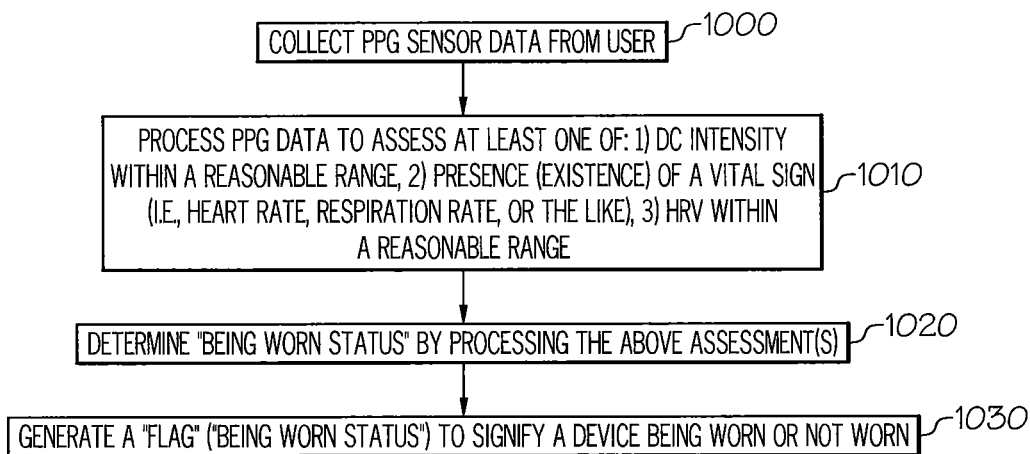 COLLECT PPG SENSOR DATA FROM USER
1000
PROCESS PPG DATA TO ASSESS AT LEAST ONE OF: 1) DC INTENSITY
WITHIN A REASONABLE RANGE, 2) PRESENCE (EXISTENCE) OF A VITAL SIGN
(I.E., HEART RATE, RESPIRATION RATE, OR THE LIKE), 3) HRV WITHIN
A REASONABLE RANGE
1010
DETERMINE "BEING WORN STATUS" BY PROCESSING THE ABOVE ASSESSMENT(S)
1020
GENERATE A "FLAG" ("BEING WORN STATUS") TO SIGNIFY A DEVICE BEING WORN OR NOT WORN
1030